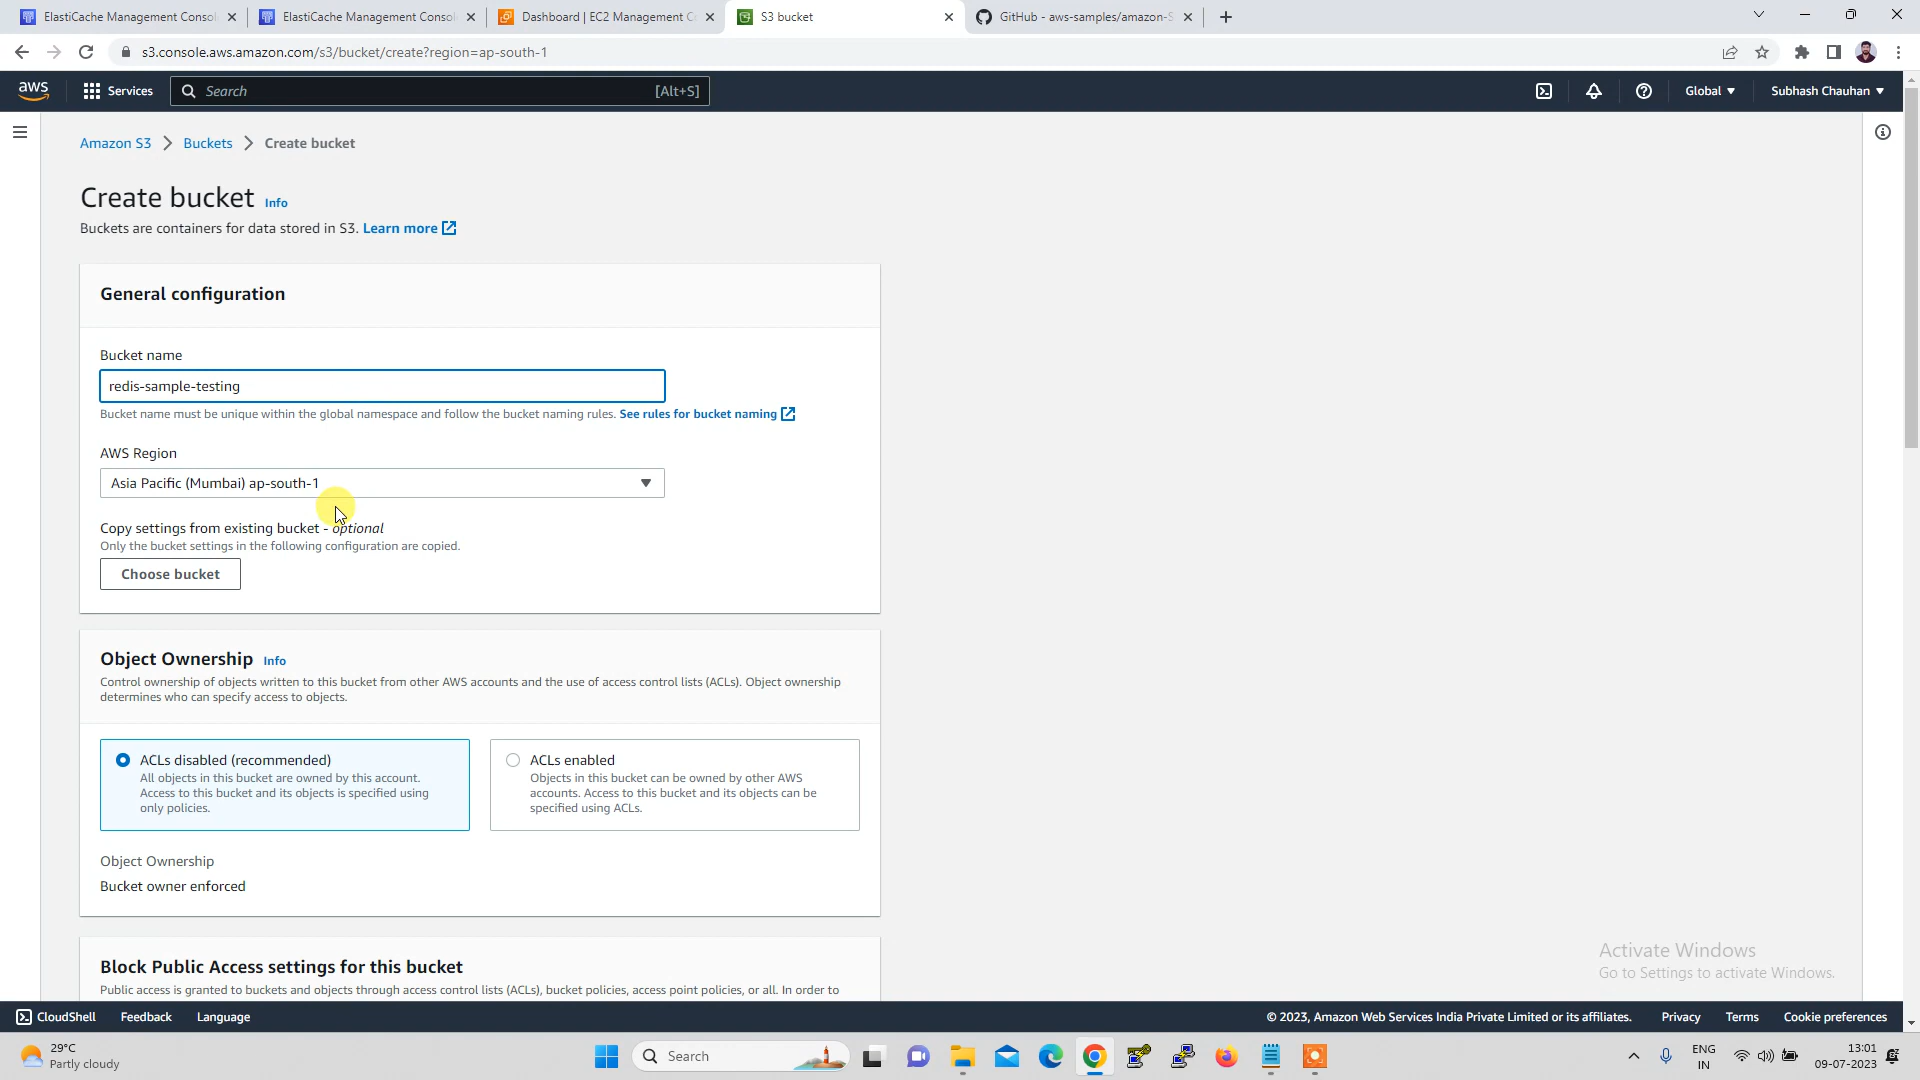 ElastiCache Management Consol
ElastiCache Management Consol
Dashboard | EC2 Management C
S3 bucket
GitHub - aws-samples/amazon-S
s3.console.aws.amazon.com/s3/bucket/create?region=ap-south-1
aws
Services
Search
[Alt+S]
Global
Subhash Chauhan
Amazon S3
Buckets
Create bucket
Create bucket Info
Buckets are containers for data stored in S3. Learn more
General configuration
Bucket name
redis-sample-testing
Bucket name must be unique within the global namespace and follow the bucket naming rules. See rules for bucket naming
AWS Region
Asia Pacific (Mumbai) ap-south-1
Copy settings from existing bucket - optional
Only the bucket settings in the following configuration are copied.
Choose bucket
Object Ownership Info
Control ownership of objects written to this bucket from other AWS accounts and the use of access control lists (ACLs). Object ownership
determines who can specify access to objects.
ACLs disabled (recommended)
All objects in this bucket are owned by this account.
Access to this bucket and its objects is specified using
only policies.
ACLs enabled
Objects in this bucket can be owned by other AWS
accounts. Access to this bucket and its objects can be
specified using ACLs.
Object Ownership
Bucket owner enforced
Block Public Access settings for this bucket
Public access is granted to buckets and objects through access control lists (ACLs), bucket policies, access point policies, or all. In order to
Activate Windows
Go to Settings to activate Windows.
CloudShell
Feedback
Language
© 2023, Amazon Web Services India Private Limited or its affiliates.
Privacy
Terms
Cookie preferences
29°C
Partly cloudy
Search
ENG
IN
13:01
09-07-2023